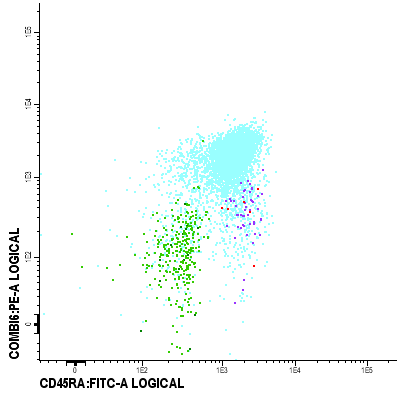 1E5
1E4
1E3
1E2
0
COMBI6:PE-A LOGICAL
0
1E2
1E3
1E4
1E5
CD45RA:FITC-A LOGICAL